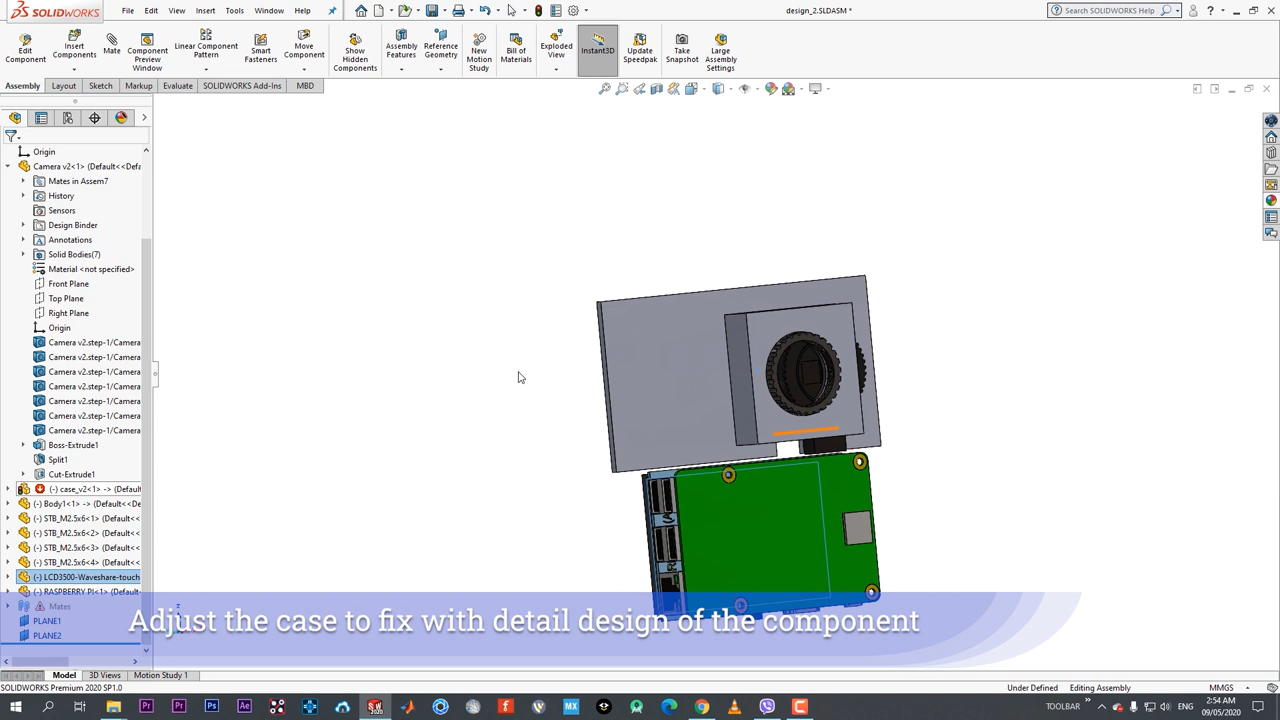 SOLIDWORKS
File Edit View Insert Tools Window Help
design_2.SLDASM *
Search SOLIDWORKS Help
Edit Component
Insert Components
Mate
Component Preview Window
Linear Component Pattern
Smart Fasteners
Move Component
Show Hidden Components
Assembly Features
Reference Geometry
New Motion Study
Bill of Materials
Exploded View
Instant3D
Update Speedpak
Take Snapshot
Large Assembly Settings
Assembly Layout Sketch Markup Evaluate SOLIDWORKS Add-Ins MBD
Origin
Camera v2<1> (Default<<Defa
Mates in Assem7
History
Sensors
Design Binder
Annotations
Solid Bodies(7)
Material <not specified>
Front Plane
Top Plane
Right Plane
Origin
Camera v2.step-1/Camera
Camera v2.step-1/Camera
Camera v2.step-1/Camera
Camera v2.step-1/Camera
Camera v2.step-1/Camera
Camera v2.step-1/Camera
Camera v2.step-1/Camera
Boss-Extrude1
Split1
Cut-Extrude1
(-) case_v2<1> -> (Defaul
(-) Body1<1> -> (Default<<De
(-) STB_M2.5x6<1> (Default<<
(-) STB_M2.5x6<2> (Default<<
(-) STB_M2.5x6<3> (Default<<
(-) STB_M2.5x6<4> (Default<<
(-) LCD3500-Waveshare-touch
(-) RASPBERRY PI<1> (Default
Mates
PLANE1
PLANE2
Adjust the case to fix with detail design of the component
Model 3D Views Motion Study 1
SOLIDWORKS Premium 2020 SP1.0
Under Defined Editing Assembly MMGS
TOOLBAR
ENG
2:54 AM
09/05/2020